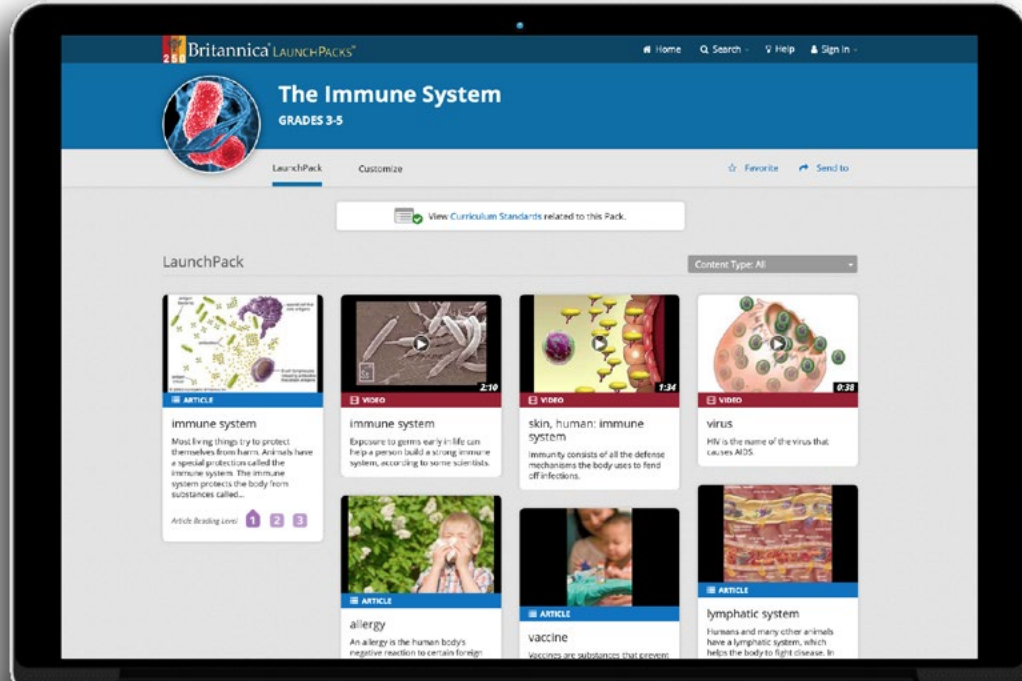 250 Britannica® LAUNCHPACKS™
Home Search Help Sign In
The Immune System
GRADES 3-5
LaunchPack Customize Favorite Send to
View Curriculum Standards related to this Pack.
LaunchPack
Content Type: All
ARTICLE
immune system
Most living things try to protect
themselves from harm. Animals have
a special protection called the
immune system. The immune
system protects the body from
substances called...
Article Reading Level 1 2 3
2:10
VIDEO
immune system
Exposure to germs early in life can
help a person build a strong immune
system, according to some scientists.
1:34
VIDEO
skin, human: immune
system
Immunity consists of all the defense
mechanisms the body uses to fend
off infections.
0:38
VIDEO
virus
HIV is the name of the virus that
causes AIDS.
ARTICLE
allergy
An allergy is the human body's
negative reaction to certain foreign
ARTICLE
vaccine
Vaccines are substances that prevent
ARTICLE
lymphatic system
Humans and many other animals
have a lymphatic system, which
helps the body to fight disease. In